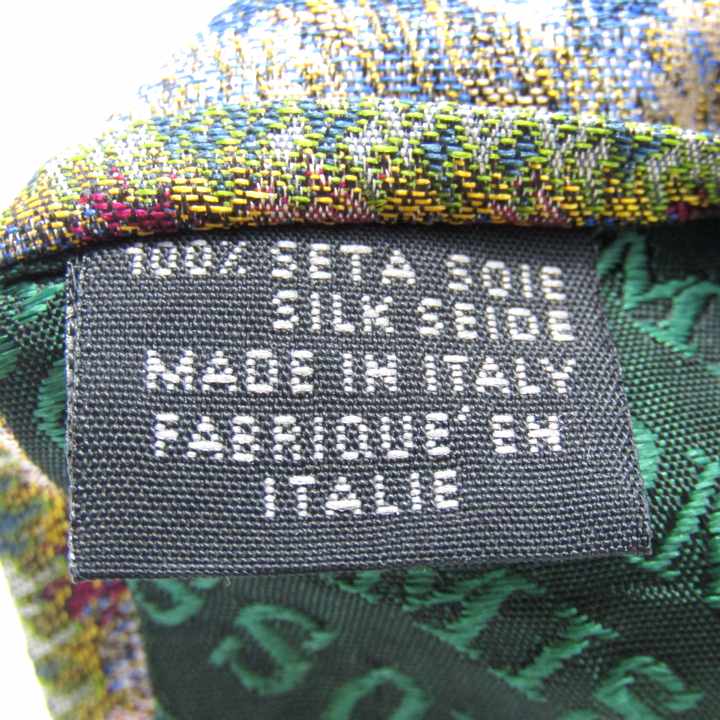 100% SETA SOIE
SILK SEIDE
MADE IN ITALY
FABRIQUE' EN
ITALIE